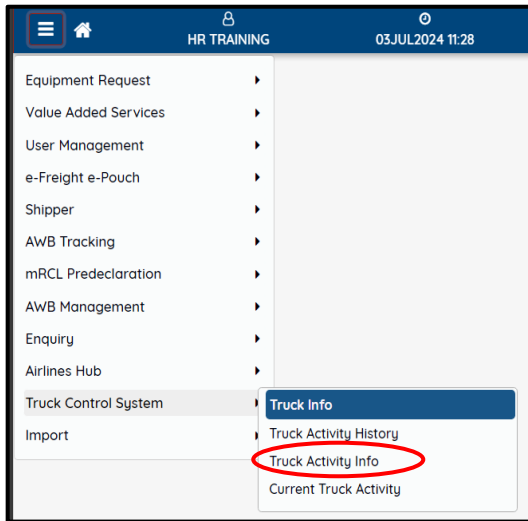 HR TRAINING
03JUL2024 11:28
Equipment Request
Value Added Services
User Management
e-Freight e-Pouch
Shipper
AWB Tracking
mRCL Predeclaration
AWB Management
Enquiry
Airlines Hub
Truck Control System
Import
Truck Info
Truck Activity History
Truck Activity Info
Current Truck Activity